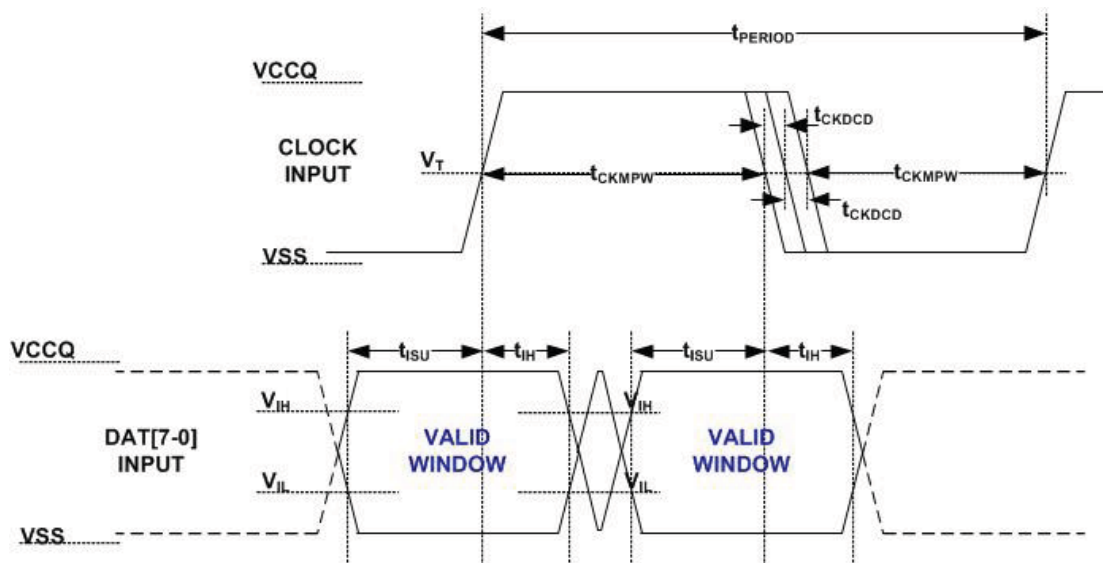 tPERIOD
VCCQ
tCKDCD
CLOCK
INPUT
VT
tCKMPW
tCKMPW
tCKDCD
VSS
VCCQ
tISU
tIH
tISU
tIH
VIH
VIH
DAT[7-0]
INPUT
VALID
WINDOW
VALID
WINDOW
VIL
VIL
VSS